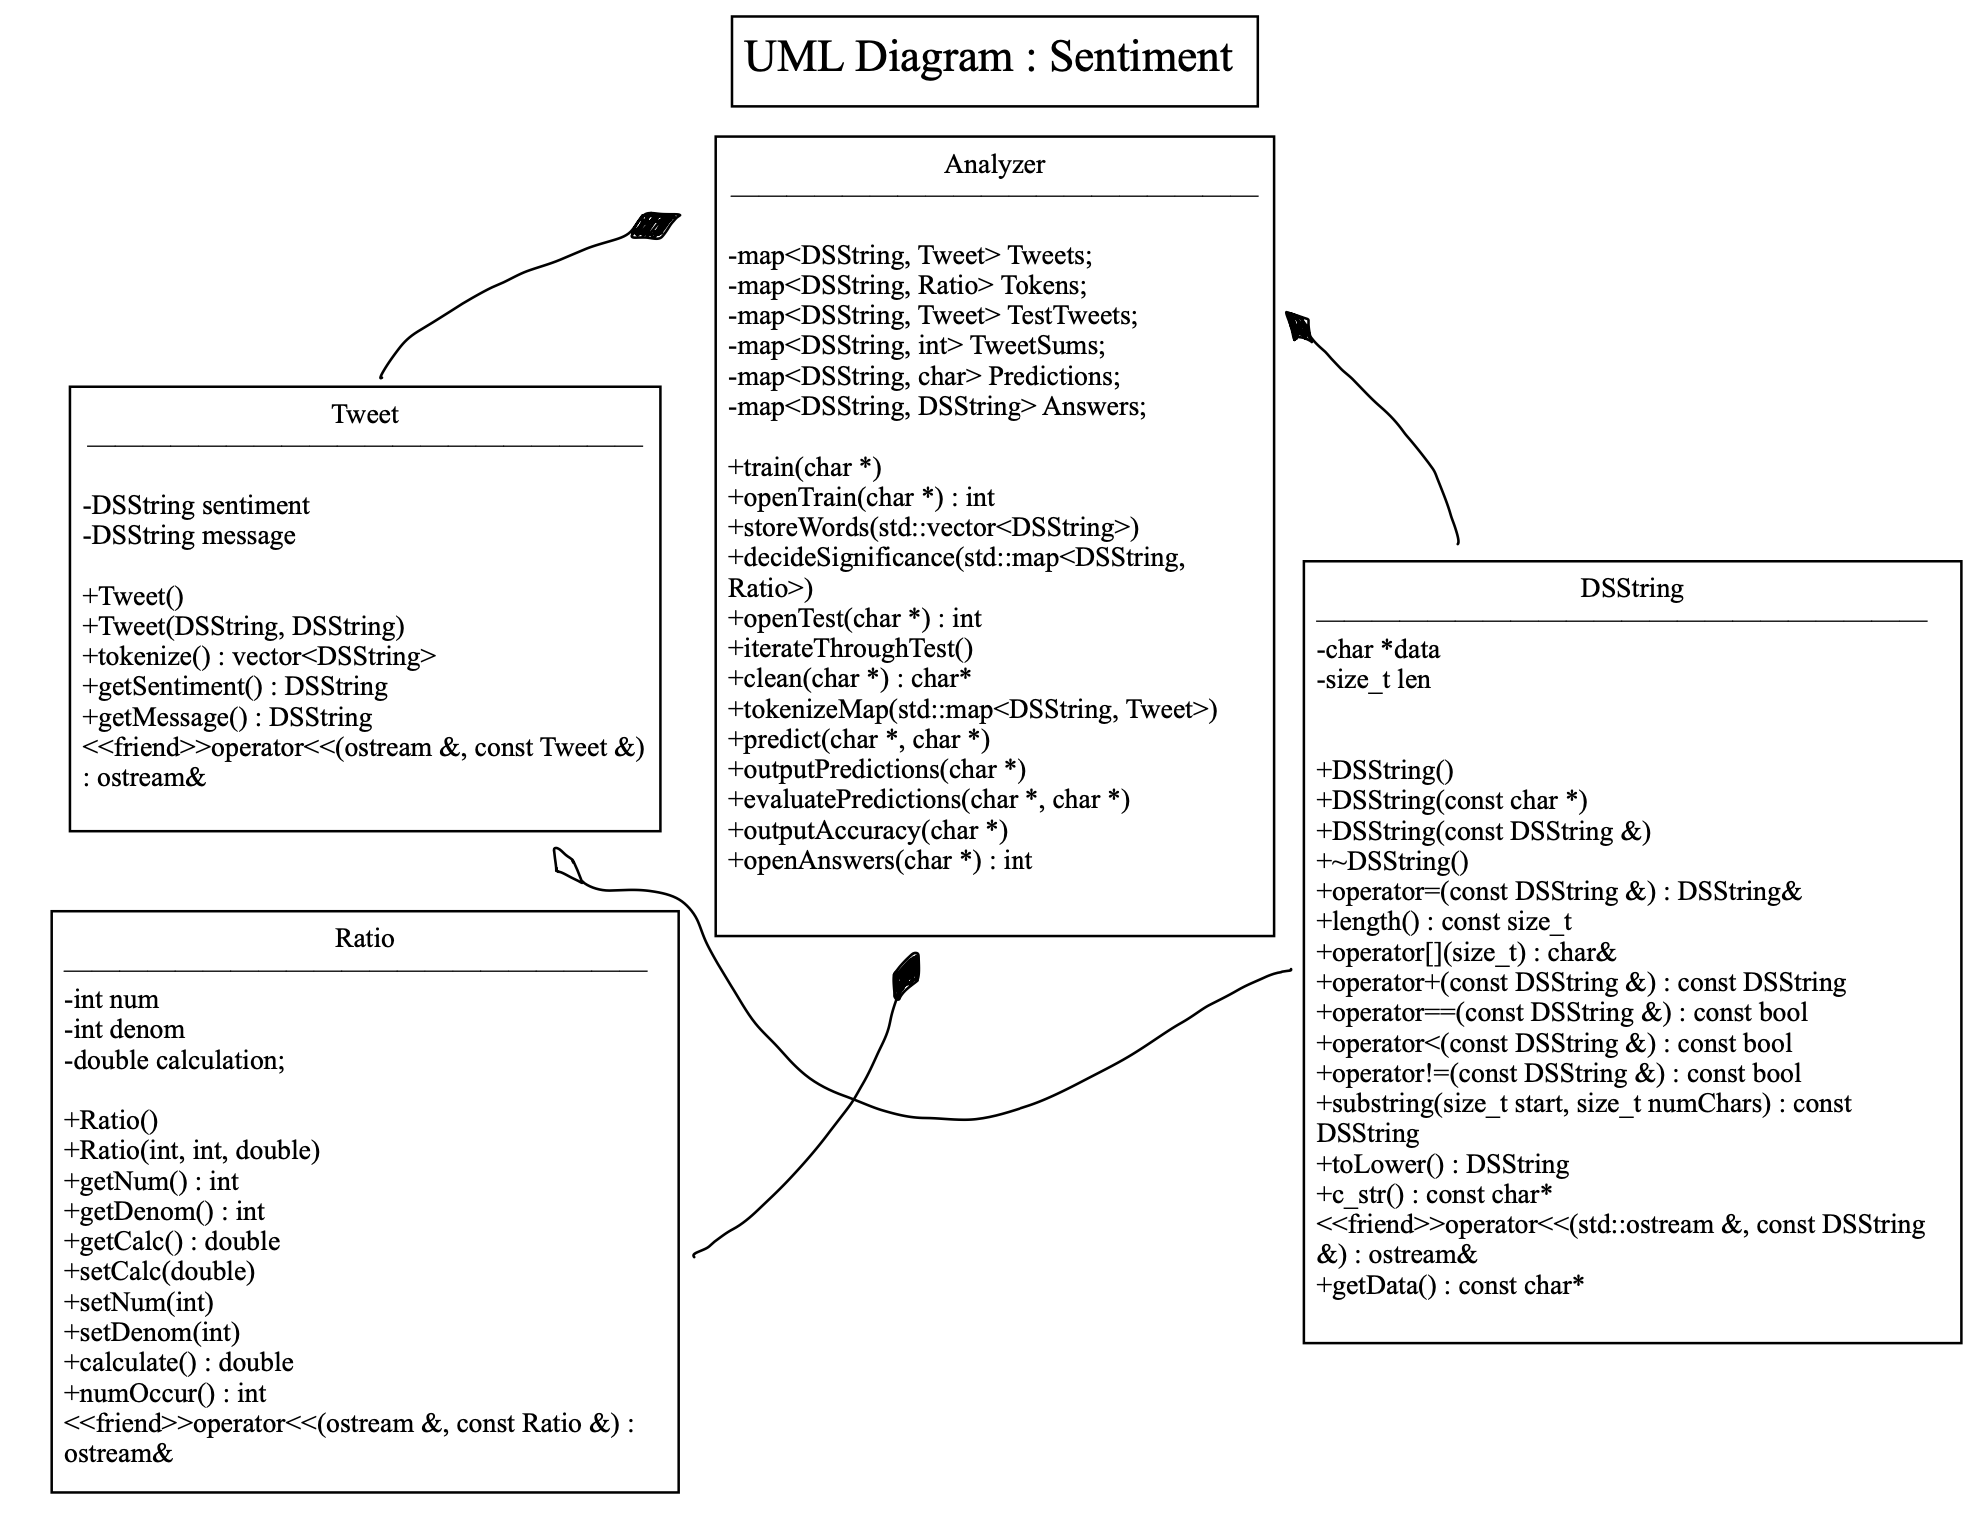 UML Diagram : Sentiment
Analyzer
-map<DSString, Tweet> Tweets;
-map<DSString, Ratio> Tokens;
-map<DSString, Tweet> TestTweets;
-map<DSString, int> TweetSums;
-map<DSString, char> Predictions;
-map<DSString, DSString> Answers;
+train(char *)
+openTrain(char *) : int
+storeWords(std::vector<DSString>)
+decideSignificance(std::map<DSString,
Ratio>)
+openTest(char *) : int
+iterateThroughTest()
+clean(char *) : char*
+tokenizeMap(std::map<DSString, Tweet>)
+predict(char *, char *)
+outputPredictions(char *)
+evaluatePredictions(char *, char *)
+outputAccuracy(char *)
+openAnswers(char *) : int
Tweet
-DSString sentiment
-DSString message
+Tweet()
+Tweet(DSString, DSString)
+tokenize() : vector<DSString>
+getSentiment() : DSString
+getMessage() : DSString
<<friend>>operator<<(ostream &, const Tweet &)
: ostream&
DSString
-char *data
-size_t len
+DSString()
+DSString(const char *)
+DSString(const DSString &)
+~DSString()
+operator=(const DSString &) : DSString&
+length() : const size_t
+operator[](size_t) : char&
+operator+(const DSString &) : const DSString
+operator==(const DSString &) : const bool
+operator<(const DSString &) : const bool
+operator!=(const DSString &) : const bool
+substring(size_t start, size_t numChars) : const
DSString
+toLower() : DSString
+c_str() : const char*
<<friend>>operator<<(std::ostream &, const DSString
&) : ostream&
+getData() : const char*
Ratio
-int num
-int denom
-double calculation;
+Ratio()
+Ratio(int, int, double)
+getNum() : int
+getDenom() : int
+getCalc() : double
+setCalc(double)
+setNum(int)
+setDenom(int)
+calculate() : double
+numOccur() : int
<<friend>>operator<<(ostream &, const Ratio &) :
ostream&